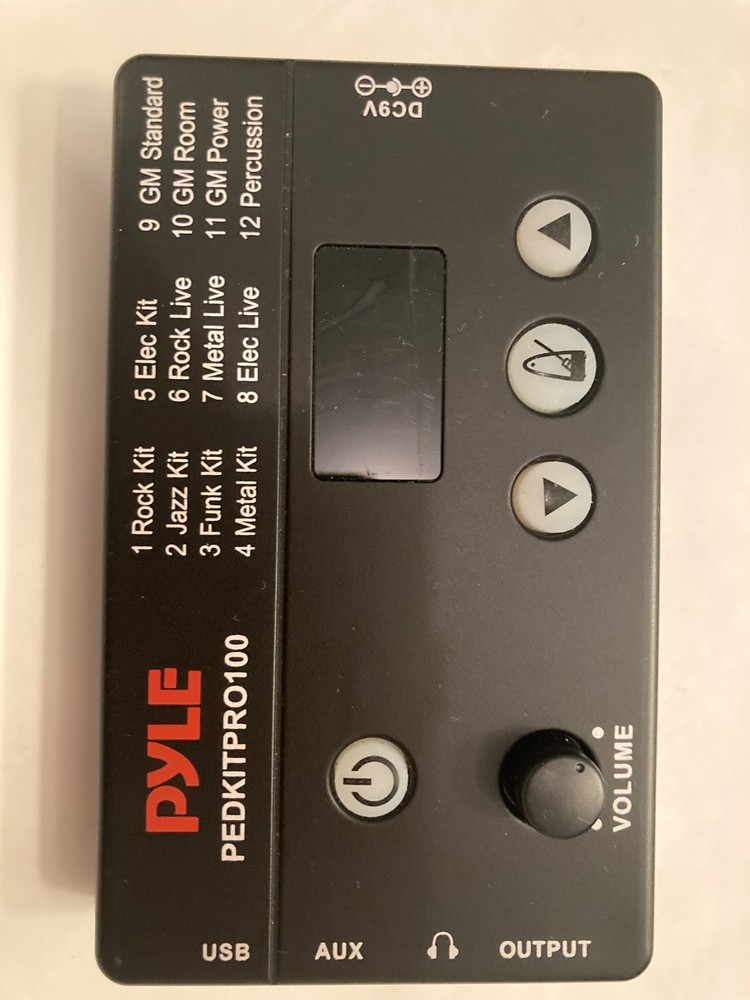 PYLE
PEDKITPRO100
1 Rock Kit
2 Jazz Kit
3 Funk Kit
4 Metal Kit
5 Elec Kit
6 Rock Live
7 Metal Live
8 Elec Live
9 GM Standard
10 GM Room
11 GM Power
12 Percussion
DC9V
VOLUME
USB
AUX
OUTPUT